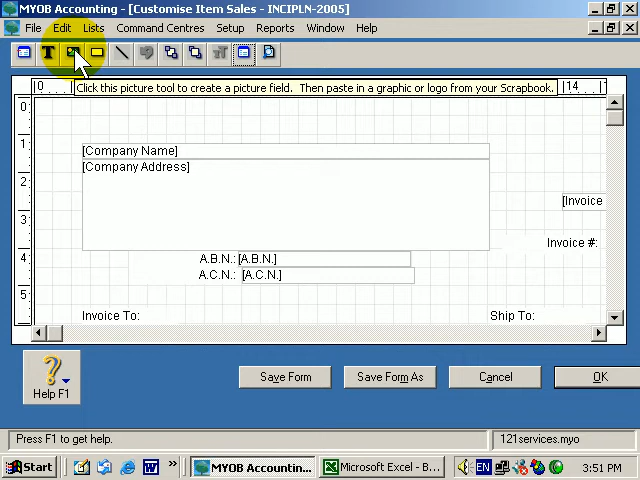 MYOB Accounting - [Customise Item Sales - INCIPLN-2005]
File Edit Lists Command Centres Setup Reports Window Help
T
0 14
Click this picture tool to create a picture field. Then paste in a graphic or logo from your Scrapbook.
0
1
[Company Name]
[Company Address]
2
[Invoice
3
Invoice #:
4
A.B.N.: [A.B.N.]
A.C.N.: [A.C.N.]
5
Invoice To: Ship To:
?
Help F1
Save Form Save Form As Cancel OK
Press F1 to get help. 121services.myo
Start » MYOB Accountin... Microsoft Excel - B... EN 3:51 PM